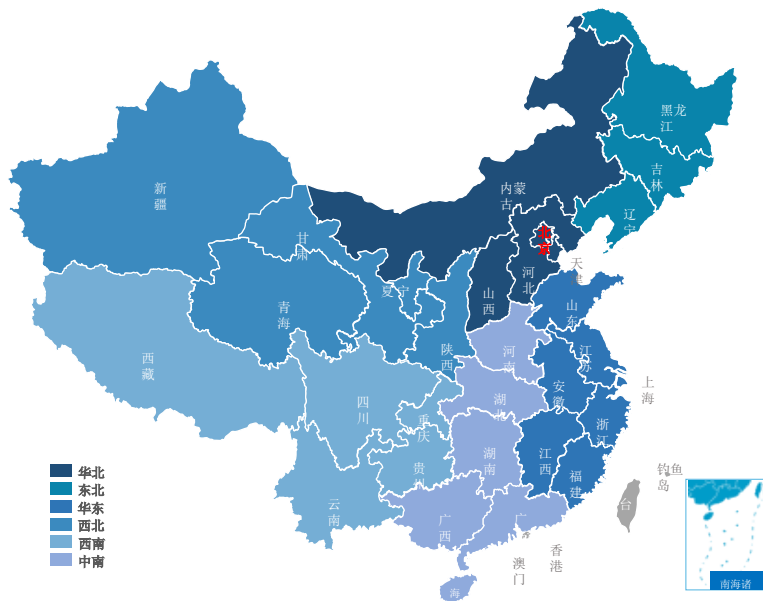 黑龙
江
吉
林
辽
宁
内蒙
古
新
疆
甘
肃
北
京
天
津
河
北
山
西
夏 宁
青
海
山
东
陕
西
河
南
江
苏
西
藏
上
海
安
徽
四
川
湖
北
重
庆
浙
江
江
西
湖
南
贵
州
福
建
钓鱼
岛
云
南
台
广
西
广
香
港
澳
门
海
华北
东北
华东
西北
西南
中南
南海诸